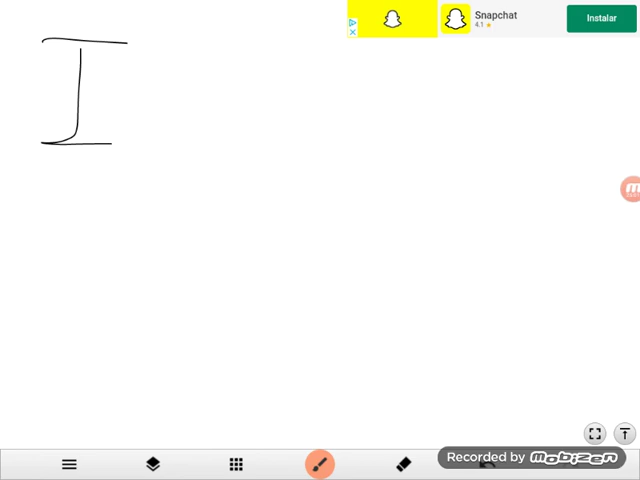 I
Snapchat
4.1 ★
Instalar
Recorded by mobizen